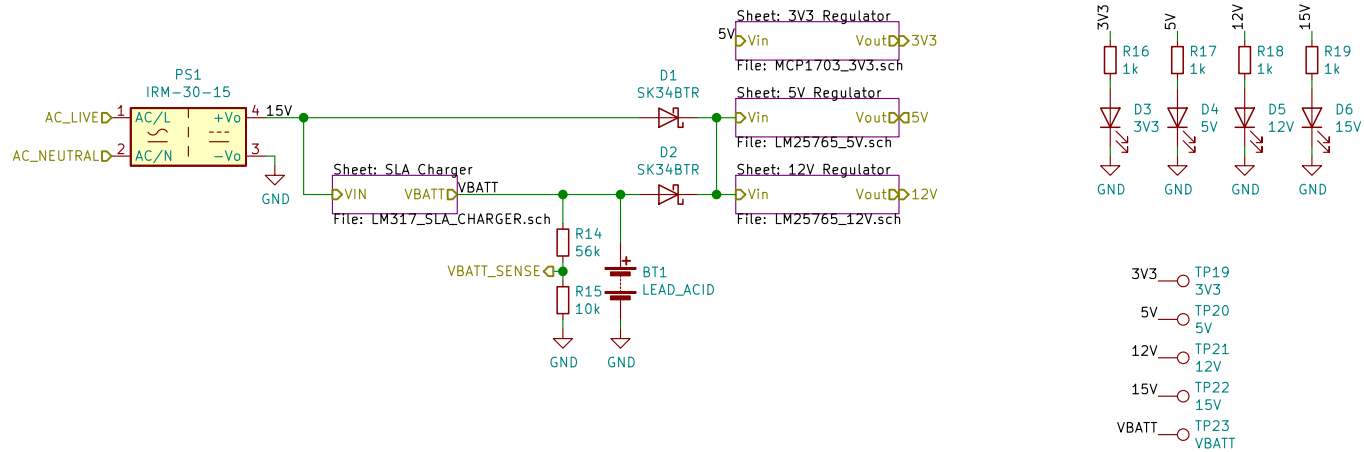 PS1
IRM-30-15
AC_LIVE
1
AC/L
+Vo
4
15V
AC_NEUTRAL
2
AC/N
-Vo
3
GND
Sheet: SLA Charger
VIN
VBATT
VBATT
File: LM317_SLA_CHARGER.sch
R14
56k
VBATT_SENSE
R15
10k
GND
+
BT1
LEAD_ACID
GND
D1
SK34BTR
D2
SK34BTR
Sheet: 3V3 Regulator
5V
Vin
Vout
3V3
File: MCP1703_3V3.sch
Sheet: 5V Regulator
Vin
Vout
5V
File: LM25765_5V.sch
Sheet: 12V Regulator
Vin
Vout
12V
File: LM25765_12V.sch
3V3
R16
1k
D3
3V3
GND
5V
R17
1k
D4
5V
GND
12V
R18
1k
D5
12V
GND
15V
R19
1k
D6
15V
GND
3V3
TP19
3V3
5V
TP20
5V
12V
TP21
12V
15V
TP22
15V
VBATT
TP23
VBATT